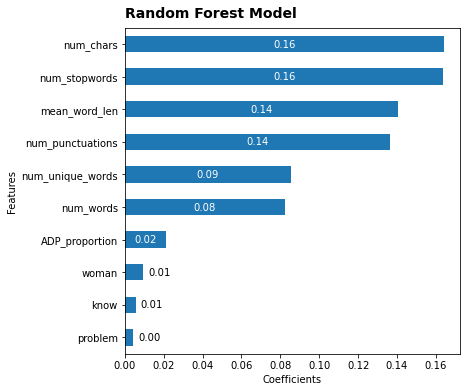 Random Forest Model
num_chars 0.16
num_stopwords 0.16
mean_word_len 0.14
num_punctuations 0.14
num_unique_words 0.09
num_words 0.08
ADP_proportion 0.02
woman 0.01
know 0.01
problem 0.00
Features
0.00 0.02 0.04 0.06 0.08 0.10 0.12 0.14 0.16
Coefficients